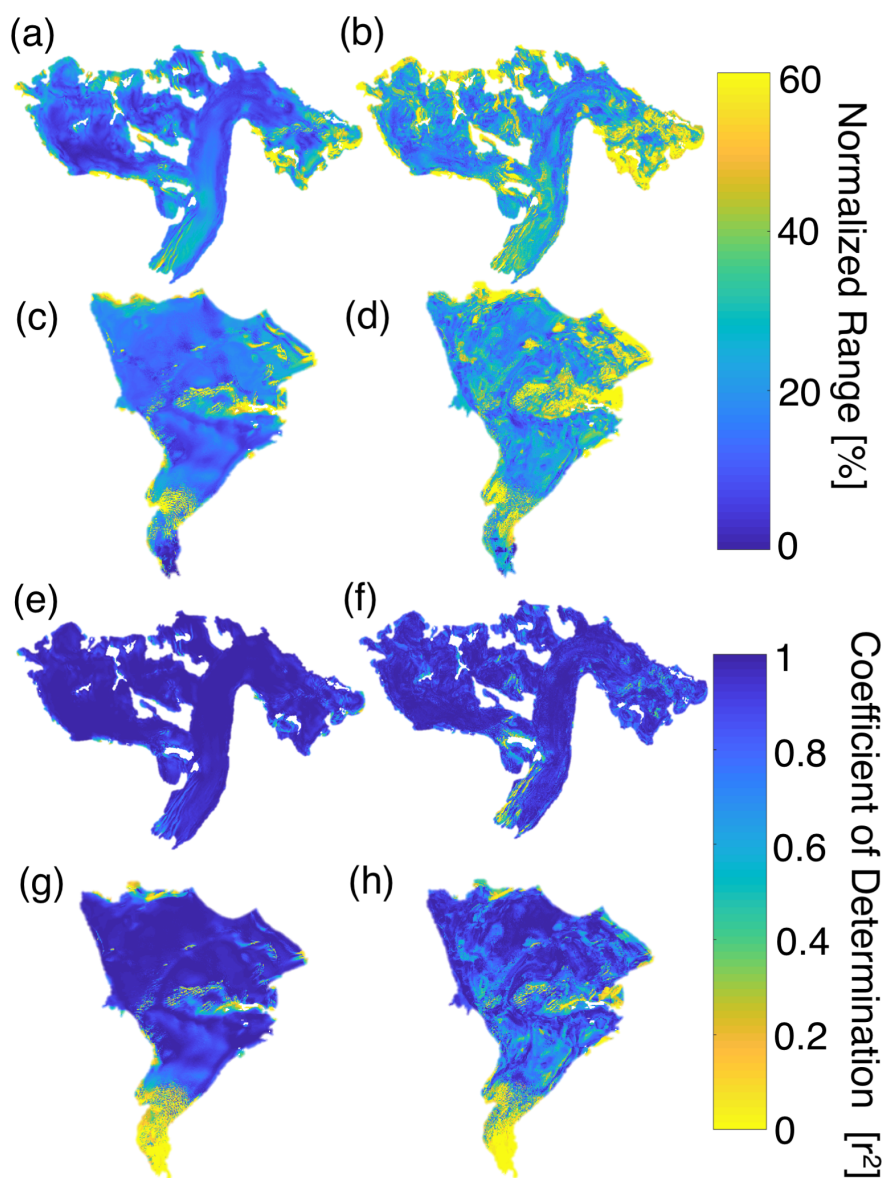 (a)
(b)
60
40
20
0
Normalized Range [%]
(c)
(d)
(e)
(f)
1
0.8
0.6
0.4
0.2
0
Coefficient of Determination [r²]
(g)
(h)